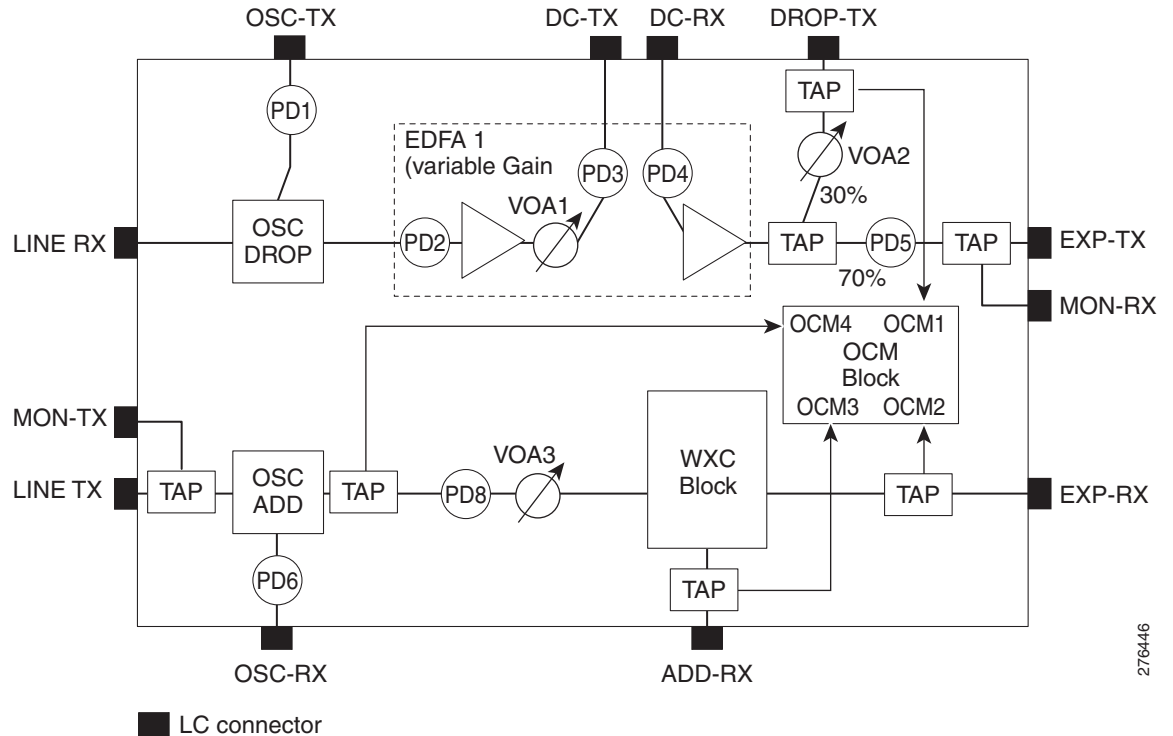 OSC-TX
DC-TX
DC-RX
DROP-TX
TAP
PD1
EDFA 1
(variable Gain
PD3
PD4
VOA2
30%
OSC
DROP
LINE RX
PD2
VOA1
TAP
PD5
70%
TAP
EXP-TX
MON-RX
OCM4
OCM1
OCM
Block
OCM3
OCM2
MON-TX
LINE TX
TAP
OSC
ADD
TAP
PD8
VOA3
WXC
Block
TAP
EXP-RX
PD6
TAP
OSC-RX
ADD-RX
276446
LC connector